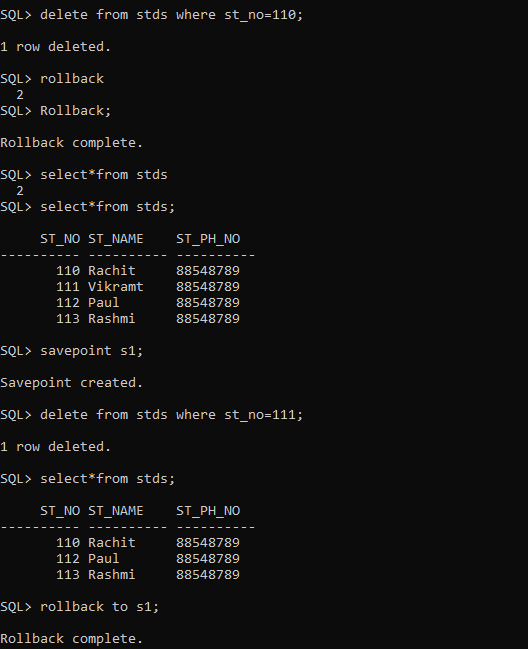 SQL> delete from stds where st_no=110;
1 row deleted.
SQL> rollback
  2
SQL> Rollback;
Rollback complete.
SQL> select*from stds
  2
SQL> select*from stds;
     ST_NO ST_NAME    ST_PH_NO
---------- ---------- ----------
       110 Rachit     88548789
       111 Vikramt    88548789
       112 Paul       88548789
       113 Rashmi     88548789
SQL> savepoint s1;
Savepoint created.
SQL> delete from stds where st_no=111;
1 row deleted.
SQL> select*from stds;
     ST_NO ST_NAME    ST_PH_NO
---------- ---------- ----------
       110 Rachit     88548789
       112 Paul       88548789
       113 Rashmi     88548789
SQL> rollback to s1;
Rollback complete.